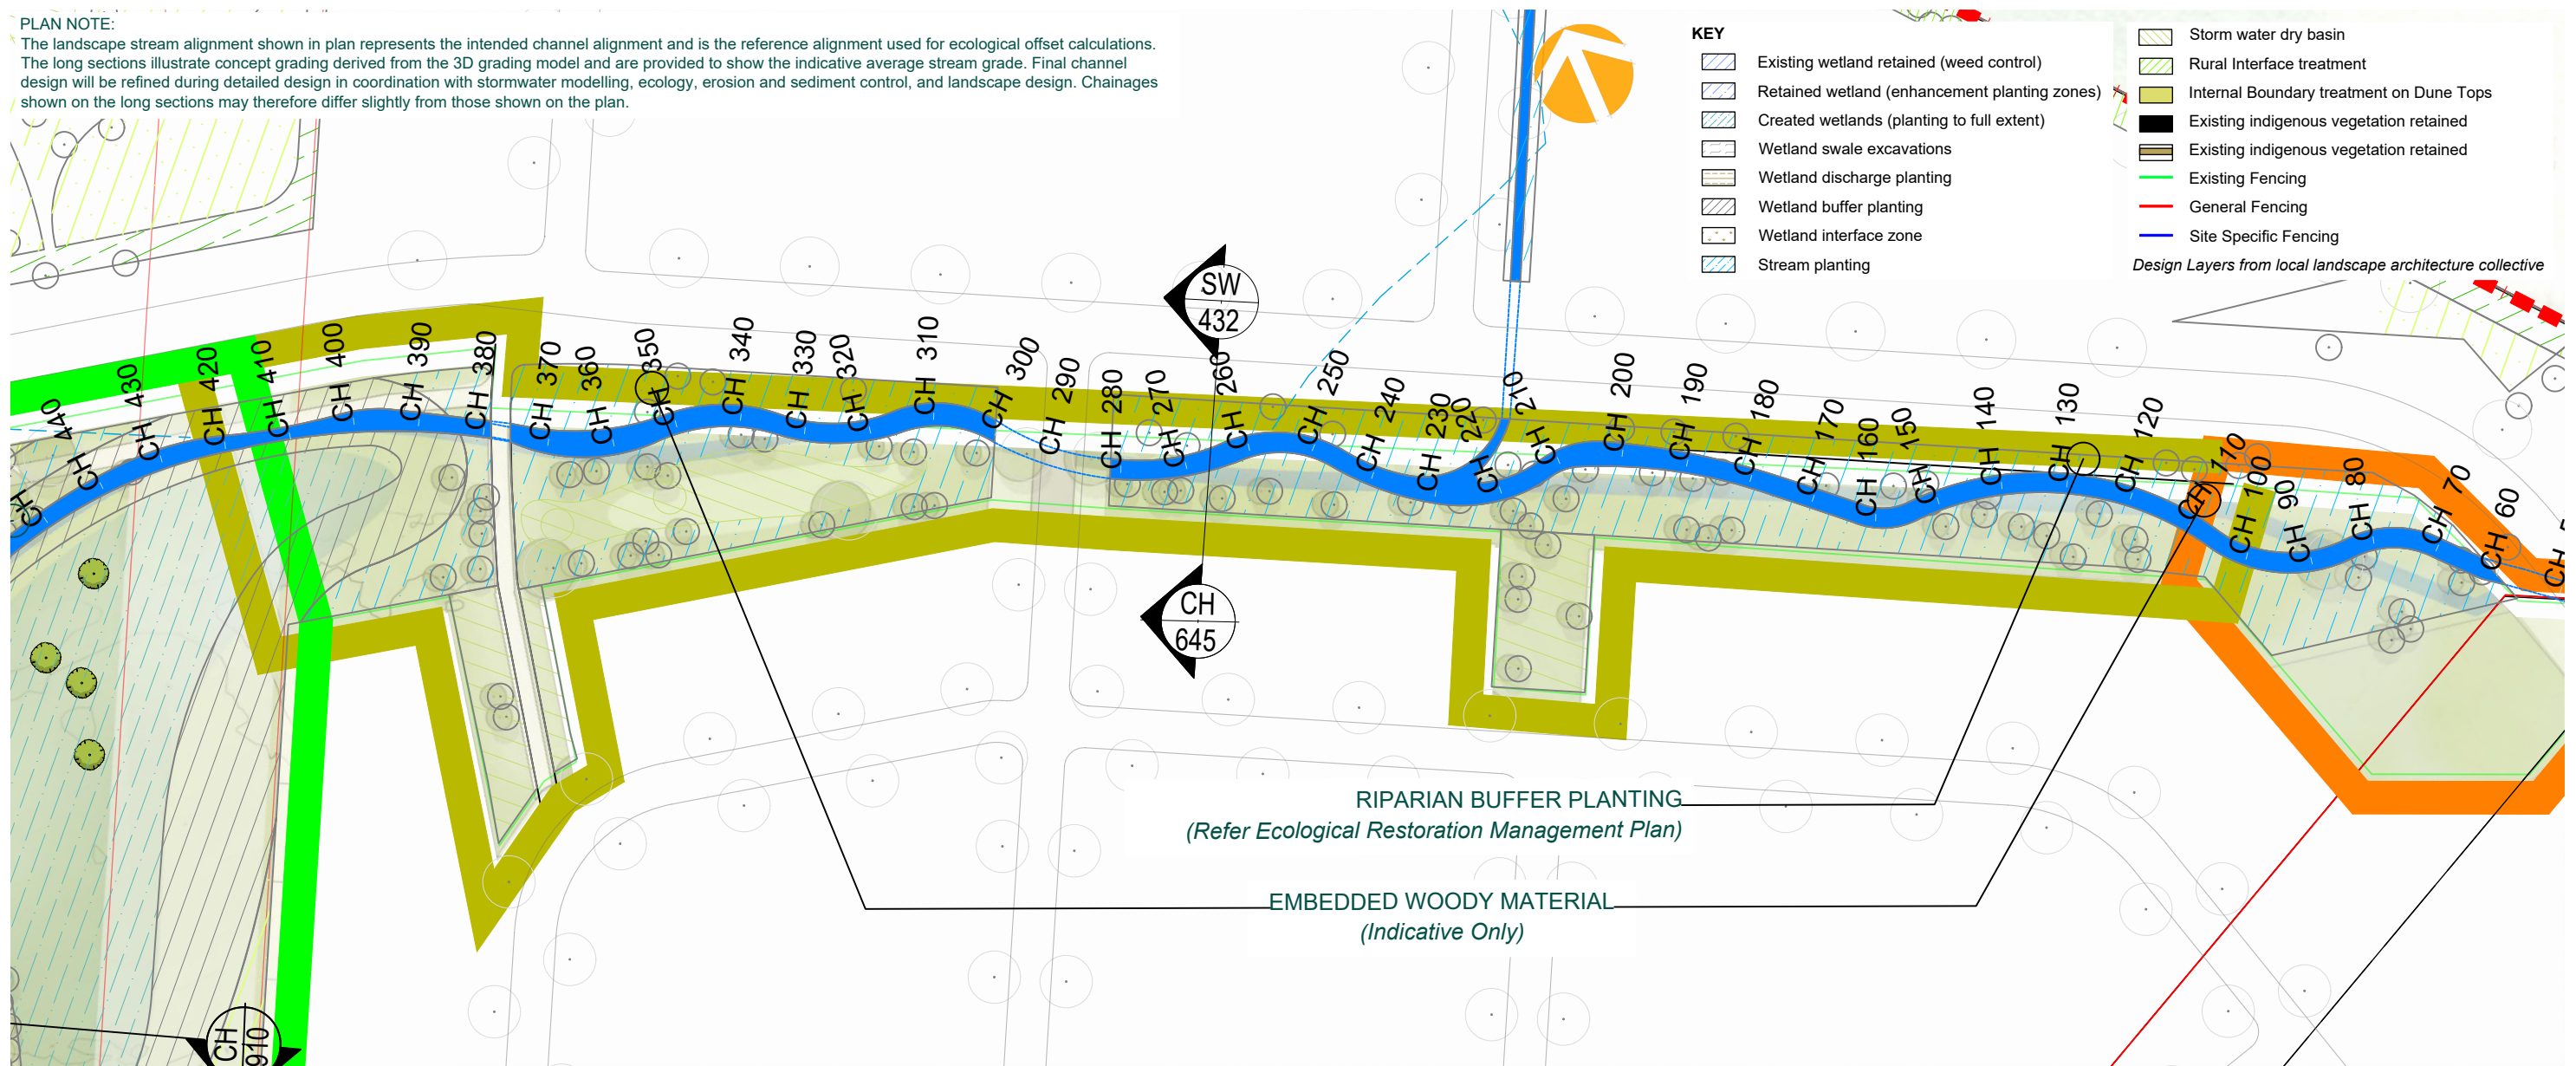 PLAN NOTE:
The landscape stream alignment shown in plan represents the intended channel alignment and is the reference alignment used for ecological offset calculations.
The long sections illustrate concept grading derived from the 3D grading model and are provided to show the indicative average stream grade. Final channel
design will be refined during detailed design in coordination with stormwater modelling, ecology, erosion and sediment control, and landscape design. Chainages
shown on the long sections may therefore differ slightly from those shown on the plan.
KEY
Existing wetland retained (weed control)
Retained wetland (enhancement planting zones)
Created wetlands (planting to full extent)
Wetland swale excavations
Wetland discharge planting
Wetland buffer planting
Wetland interface zone
Stream planting
Storm water dry basin
Rural Interface treatment
Internal Boundary treatment on Dune Tops
Existing indigenous vegetation retained
Existing indigenous vegetation retained
Existing Fencing
General Fencing
Site Specific Fencing
Design Layers from local landscape architecture collective
SW
432
CH
CH 440
CH 430
CH 420
CH 410
CH 400
CH 390
CH 380
CH 370
CH 360
CH 350
CH 340
CH 330
CH 320
CH 310
CH 300
CH 290
CH 280
CH 270
CH 260
CH 250
CH 240
CH 230
CH 220
CH 210
CH 200
CH 190
CH 180
CH 170
CH 160
CH 150
CH 140
CH 130
CH 120
CH 110
CH 100
CH 90
CH 80
CH 70
CH 60
CH
CH
645
RIPARIAN BUFFER PLANTING
(Refer Ecological Restoration Management Plan)
EMBEDDED WOODY MATERIAL
(Indicative Only)
CH
910